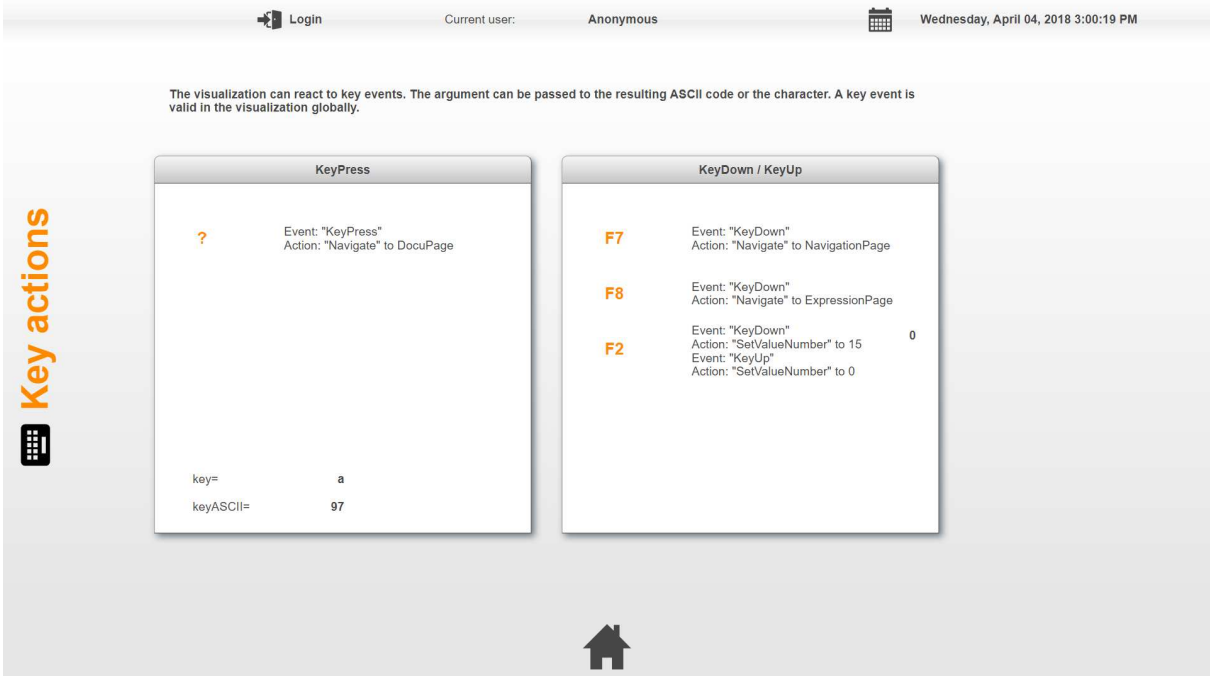 Login
Current user:
Anonymous
Wednesday, April 04, 2018 3:00:19 PM
The visualization can react to key events. The argument can be passed to the resulting ASCII code or the character. A key event is
valid in the visualization globally.
Key actions
KeyPress
?
Event: "KeyPress"
Action: "Navigate" to DocuPage
key=
a
keyASCII=
97
KeyDown / KeyUp
F7
Event: "KeyDown"
Action: "Navigate" to NavigationPage
F8
Event: "KeyDown"
Action: "Navigate" to ExpressionPage
F2
Event: "KeyDown"
Action: "SetValueNumber" to 15
Event: "KeyUp"
Action: "SetValueNumber" to 0
0